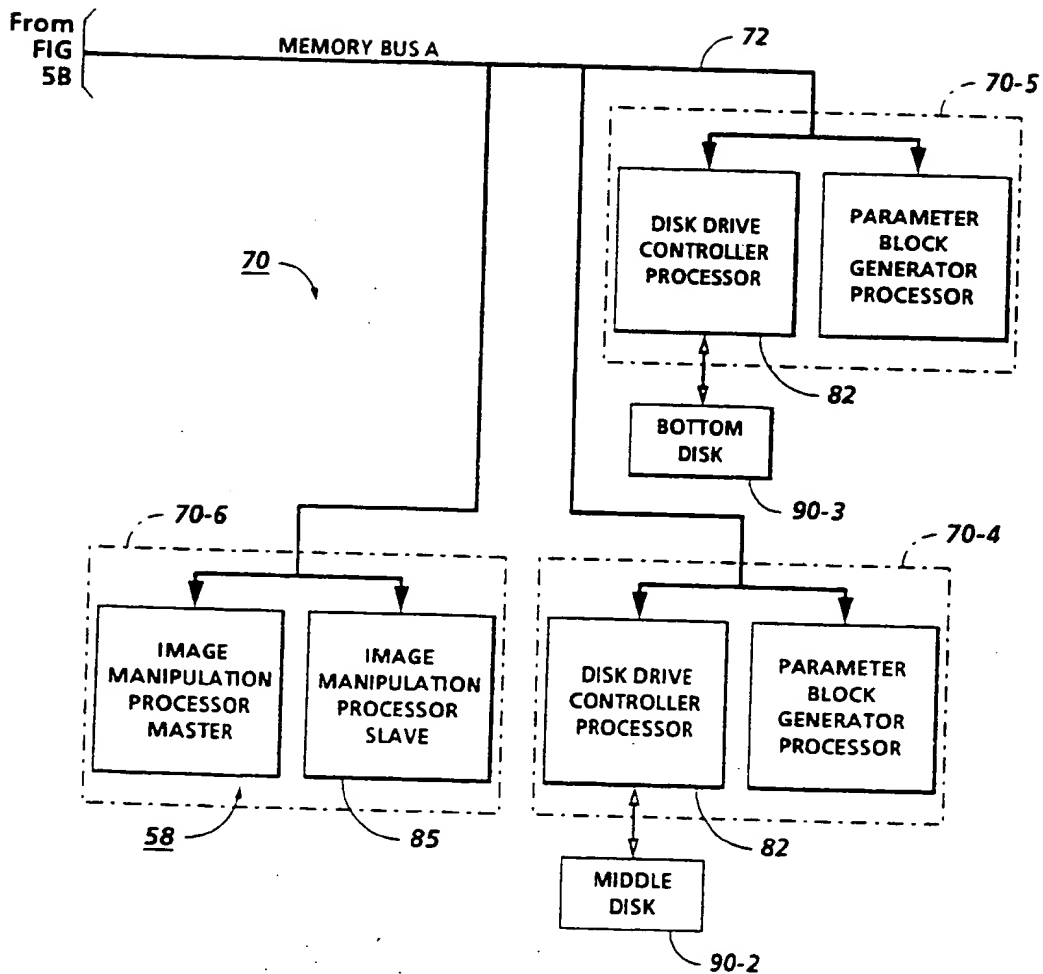 From
FIG
5B
MEMORY BUS A
72
70-5
DISK DRIVE
CONTROLLER
PROCESSOR
PARAMETER
BLOCK
GENERATOR
PROCESSOR
70
82
BOTTOM
DISK
90-3
70-6
70-4
IMAGE
MANIPULATION
PROCESSOR
MASTER
IMAGE
MANIPULATION
PROCESSOR
SLAVE
DISK DRIVE
CONTROLLER
PROCESSOR
PARAMETER
BLOCK
GENERATOR
PROCESSOR
58
85
82
MIDDLE
DISK
90-2